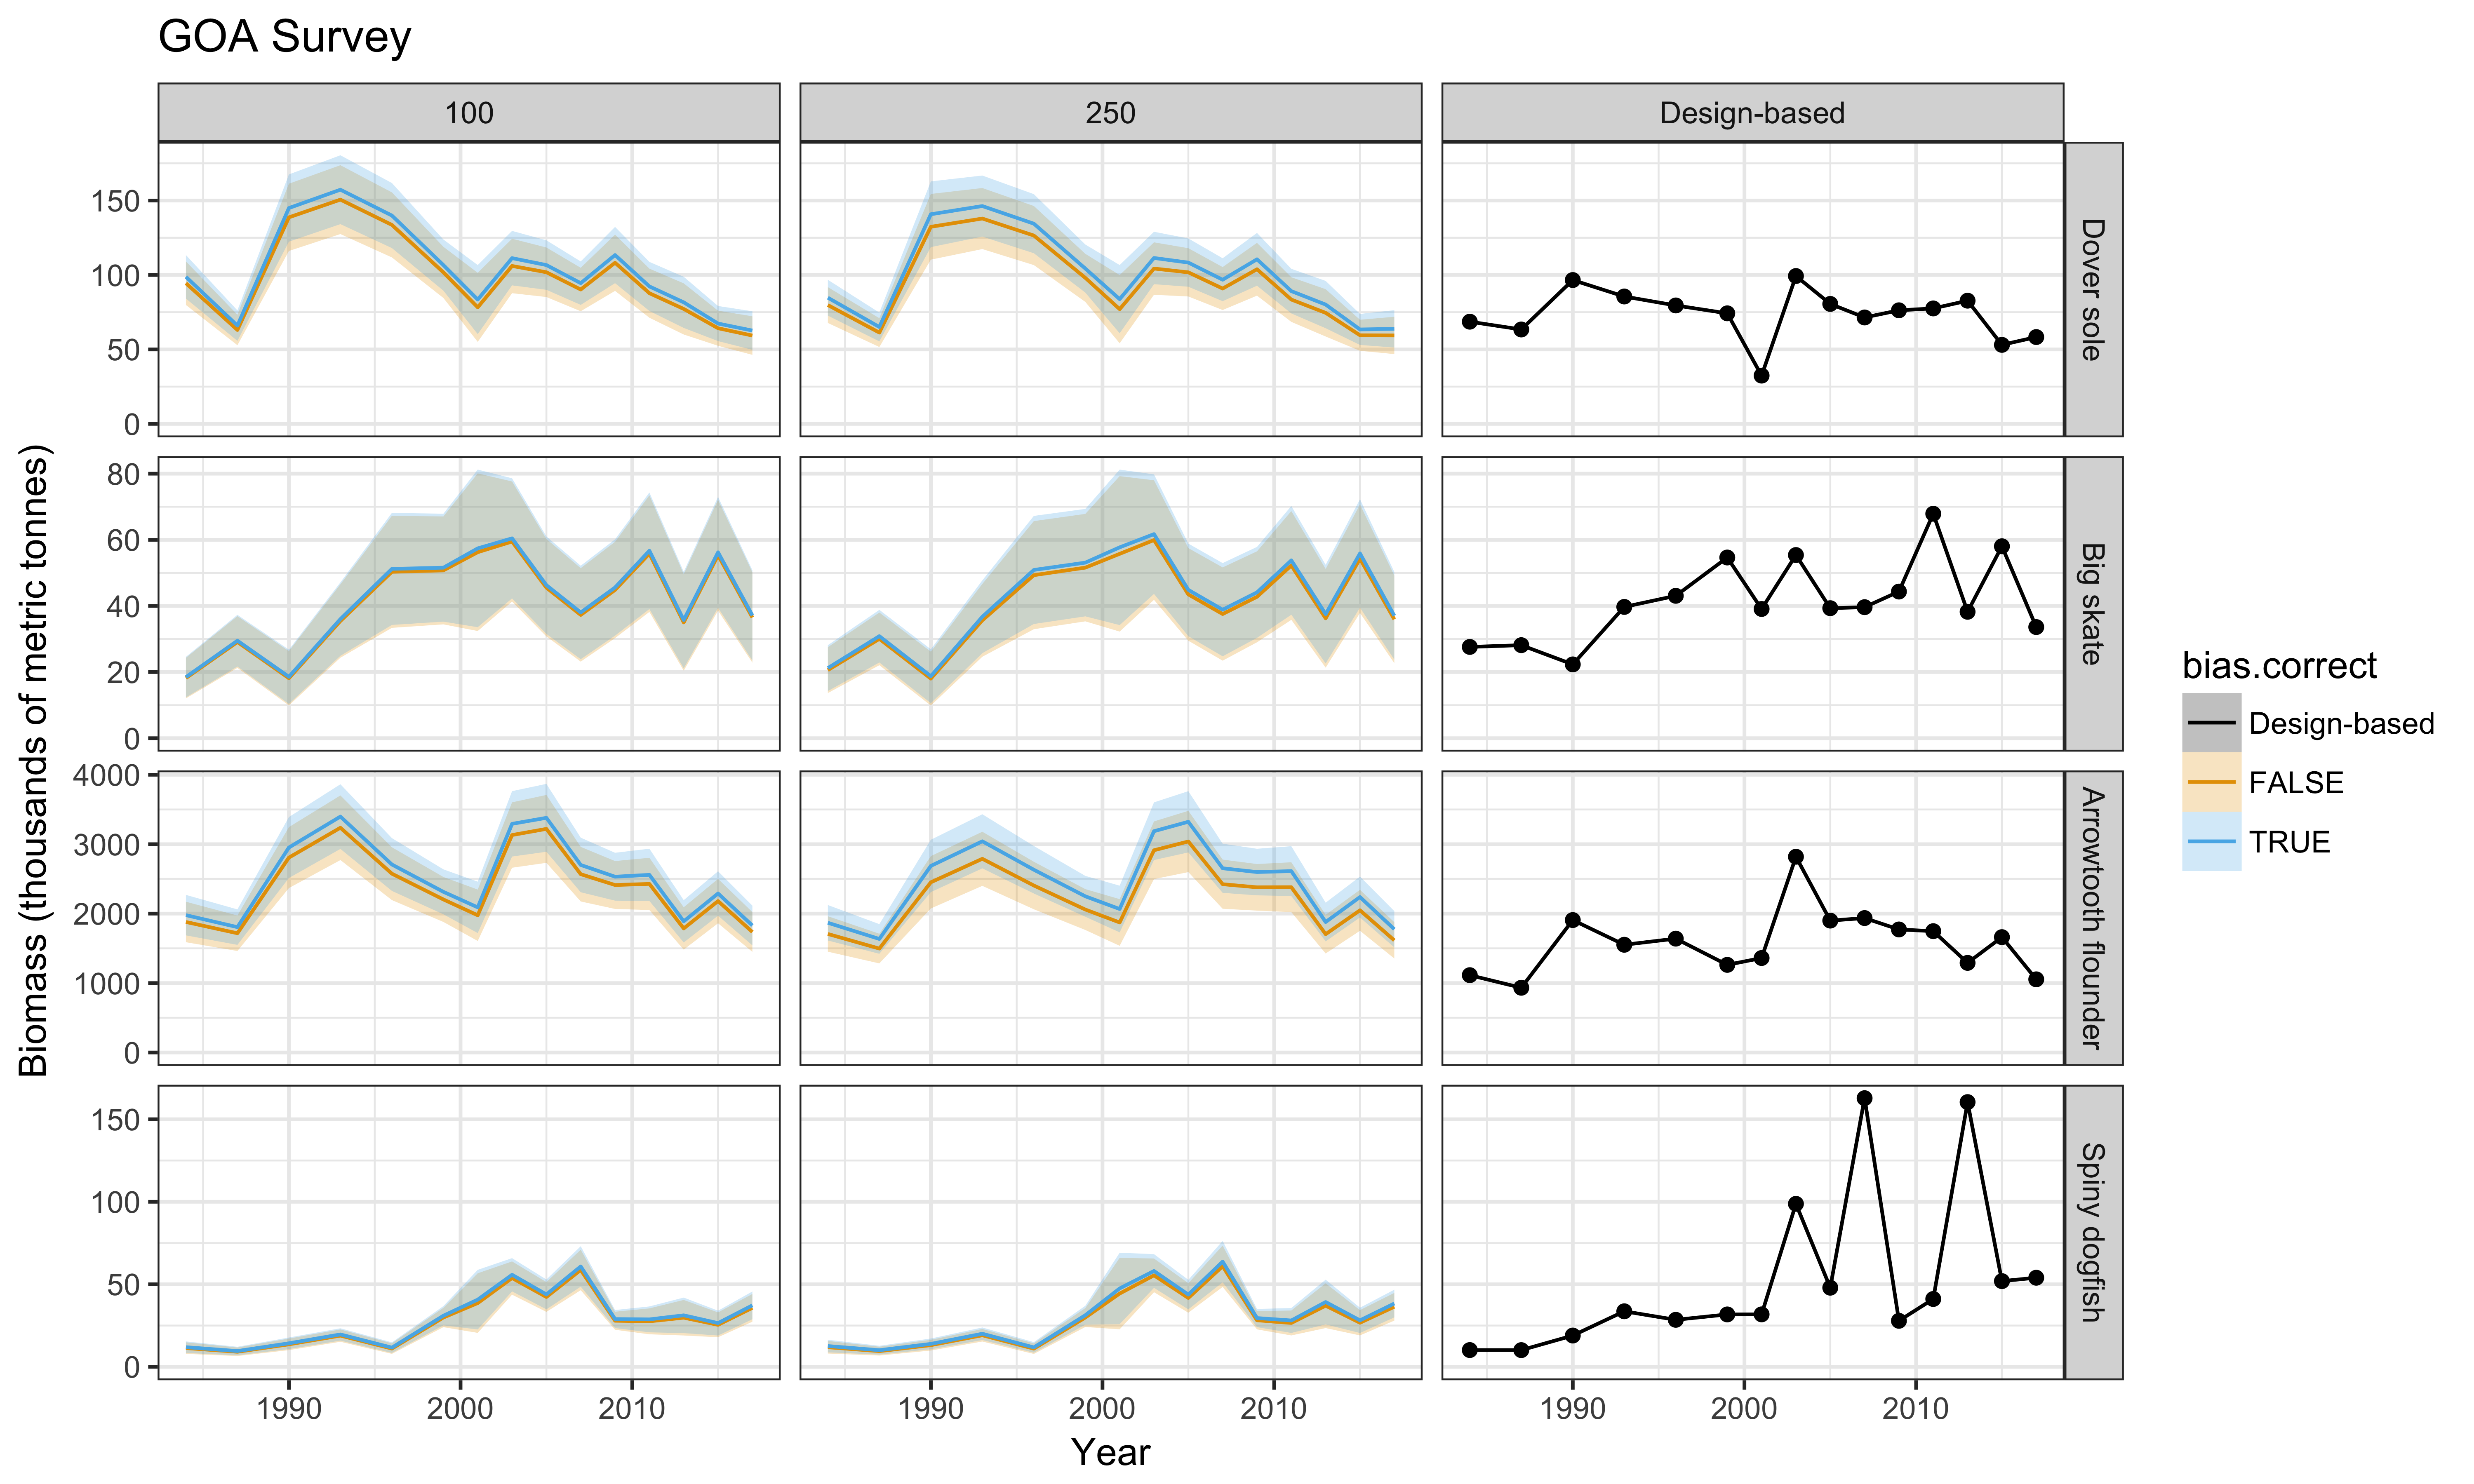 GOA Survey
100
250
Design-based
150
100
50
0
Dover sole
80
60
40
20
0
Big skate
4000
3000
2000
1000
0
Arrowtooth flounder
150
100
50
0
Spiny dogfish
1990
2000
2010
1990
2000
2010
1990
2000
2010
Year
Biomass (thousands of metric tonnes)
bias.correct
Design-based
FALSE
TRUE